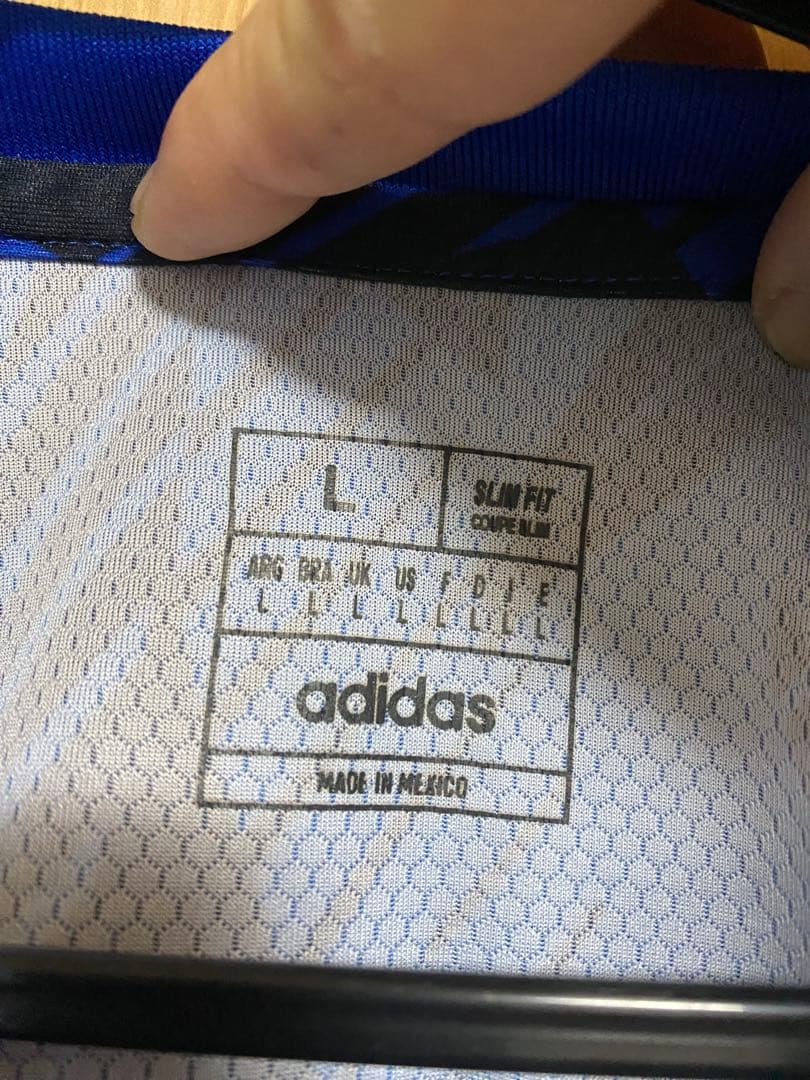 L
SLIM FIT
COUPE SLIM
ARG BRA UK US F D I E
L L L L L L L L
adidas
MADE IN MEXICO